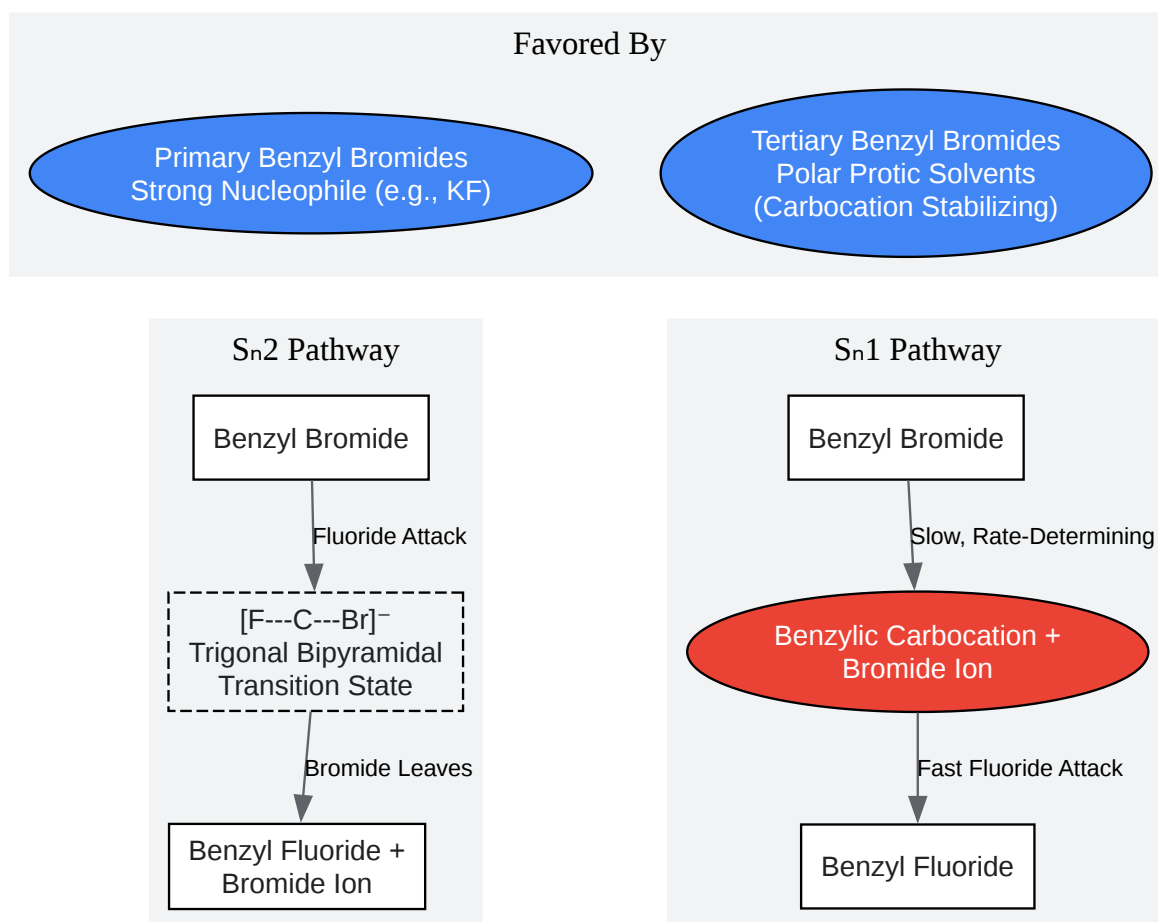 Favored By
Primary Benzyl Bromides
Strong Nucleophile (e.g., KF)
Tertiary Benzyl Bromides
Polar Protic Solvents
(Carbocation Stabilizing)
Sₙ2 Pathway
Benzyl Bromide
Fluoride Attack
[F---C---Br]⁻
Trigonal Bipyramidal
Transition State
Bromide Leaves
Benzyl Fluoride +
Bromide Ion
Sₙ1 Pathway
Benzyl Bromide
Slow, Rate-Determining
Benzylic Carbocation +
Bromide Ion
Fast Fluoride Attack
Benzyl Fluoride